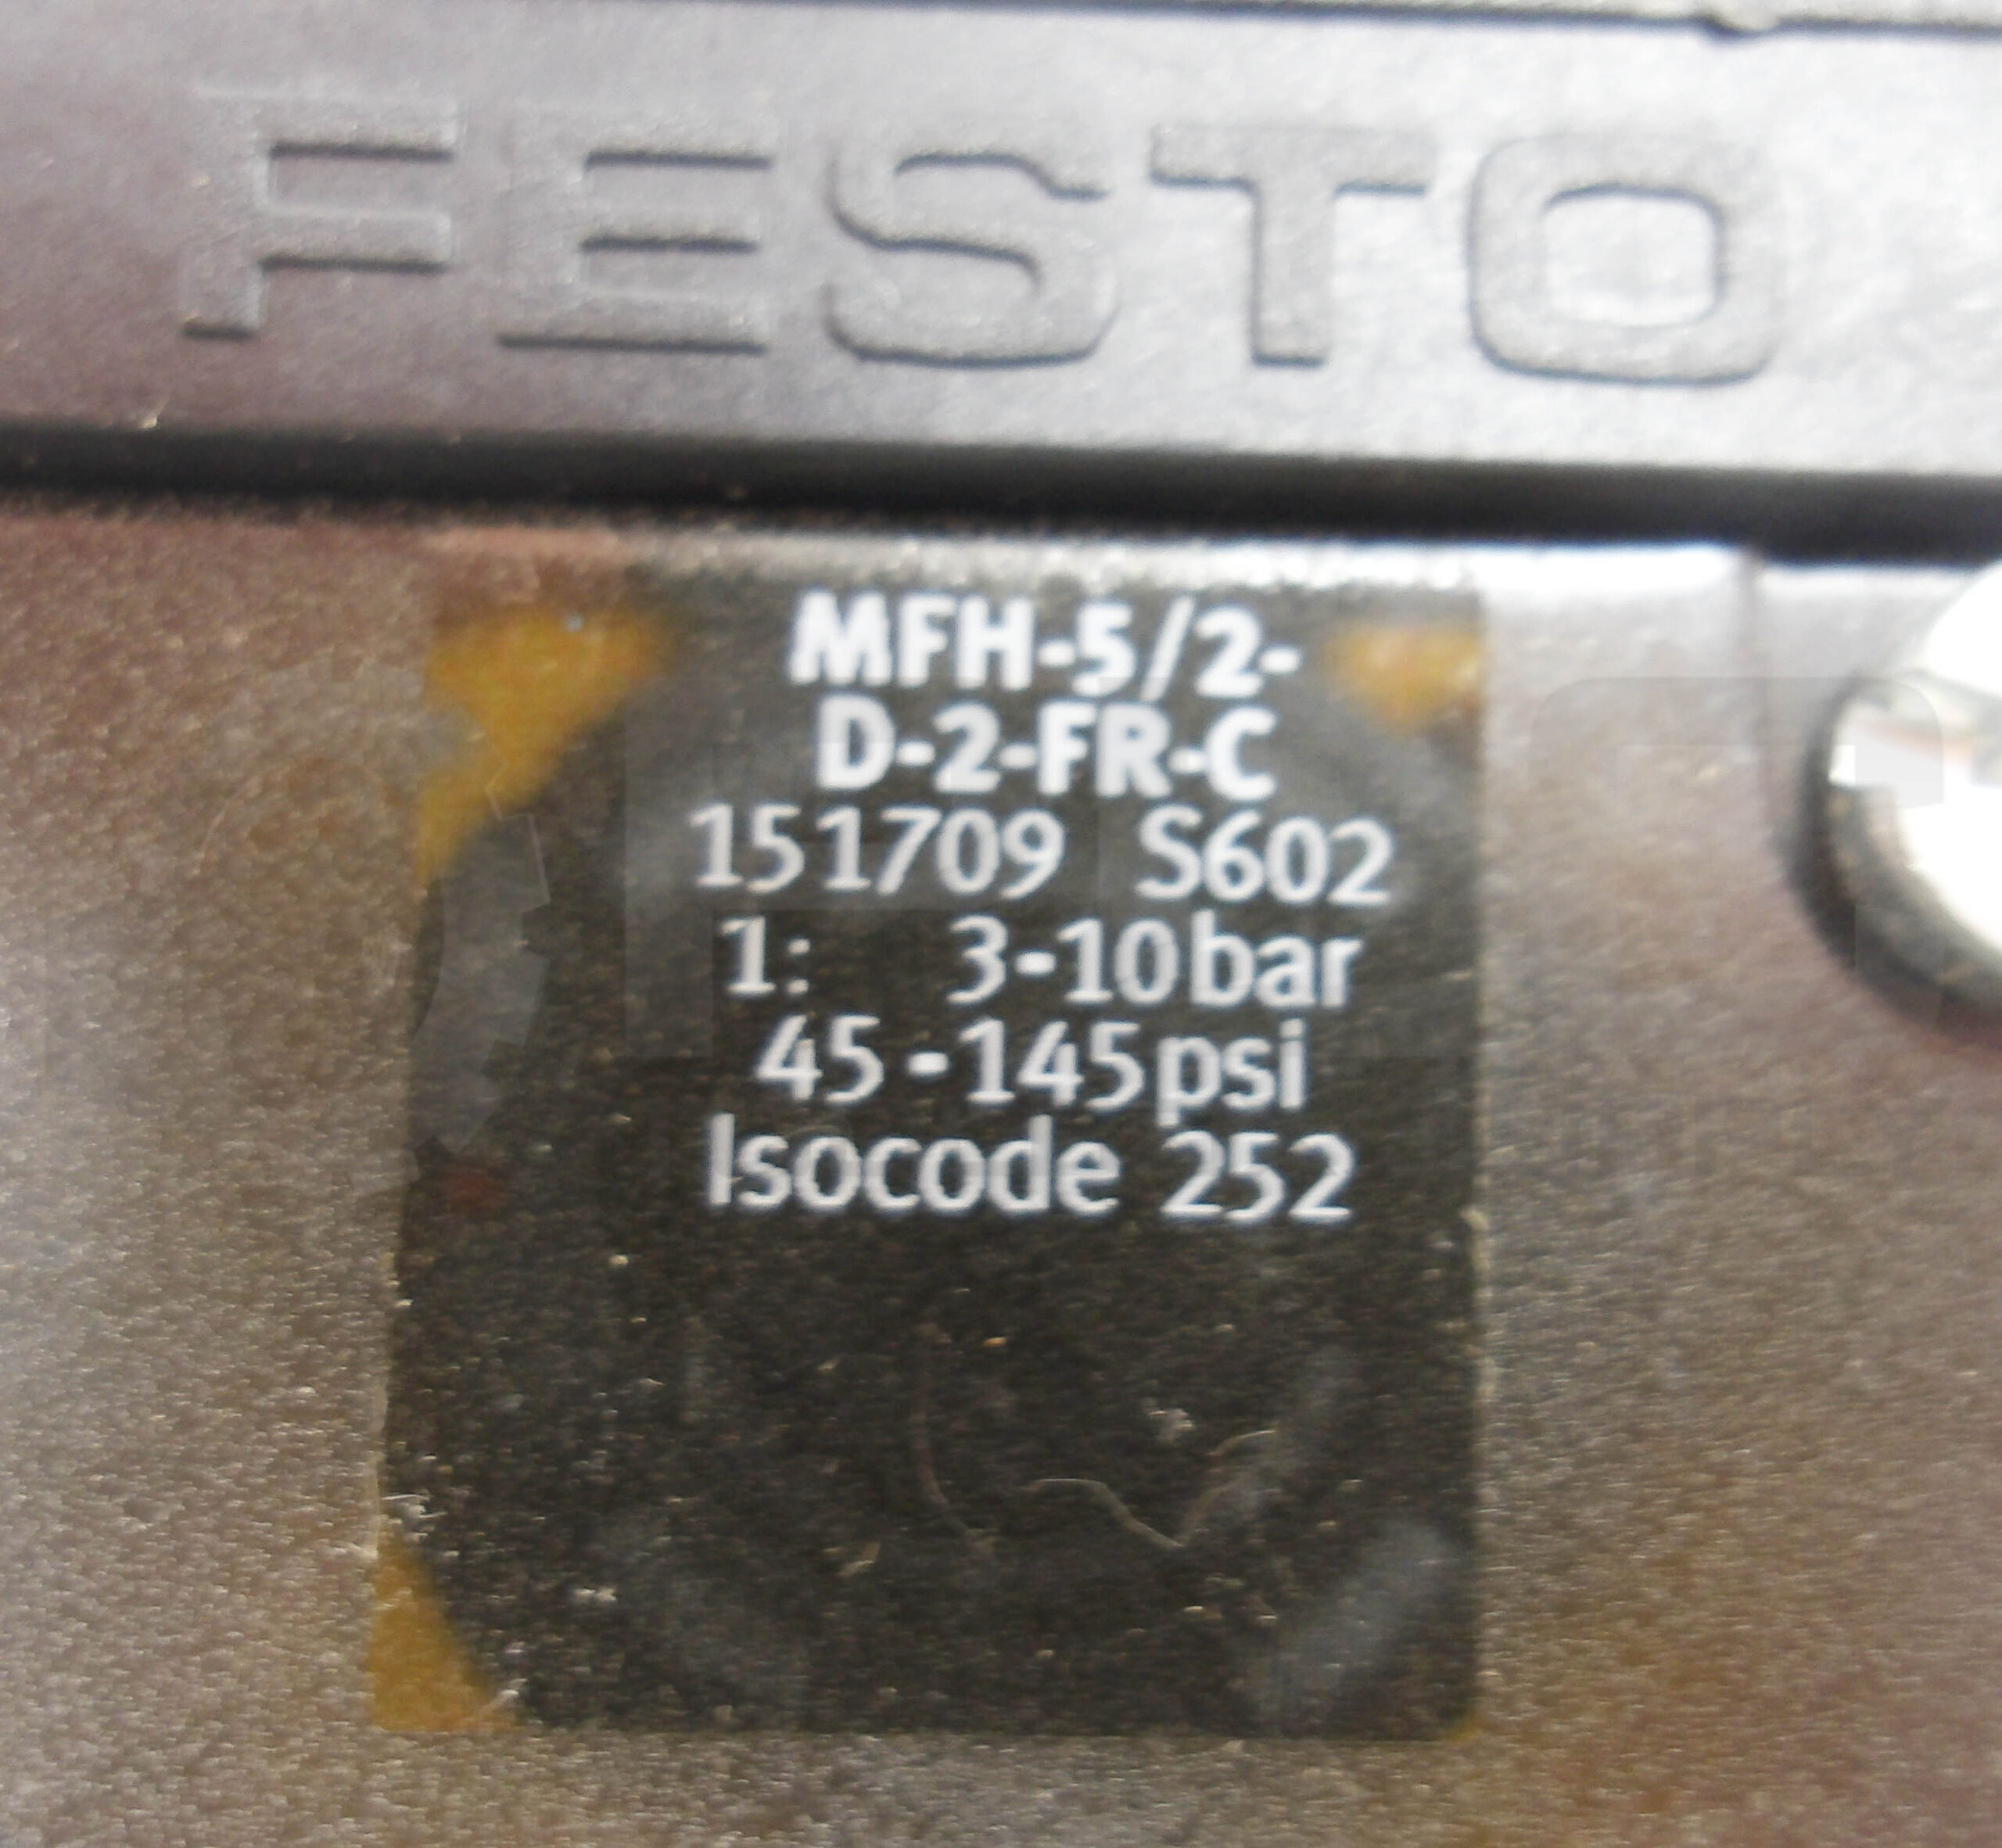 FESTO
MFH-5/2-
D-2-FR-C
151709 S602
1: 3-10bar
45-145psi
Isocode 252